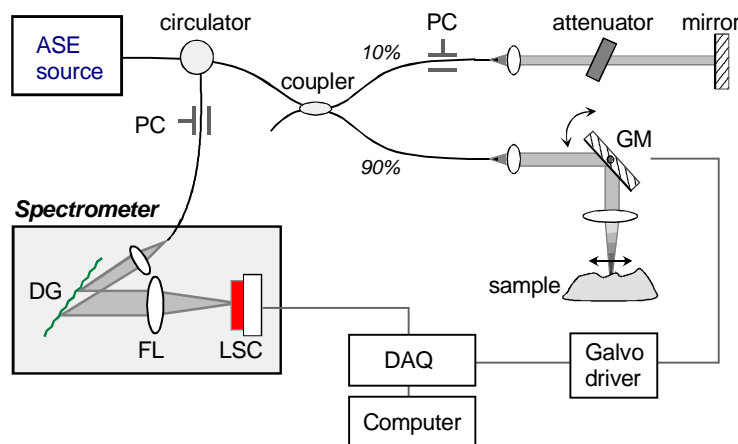 ASE
source
circulator
PC
attenuator
mirror
10%
coupler
PC
90%
GM
Spectrometer
DG
FL
LSC
sample
DAQ
Galvo
driver
Computer